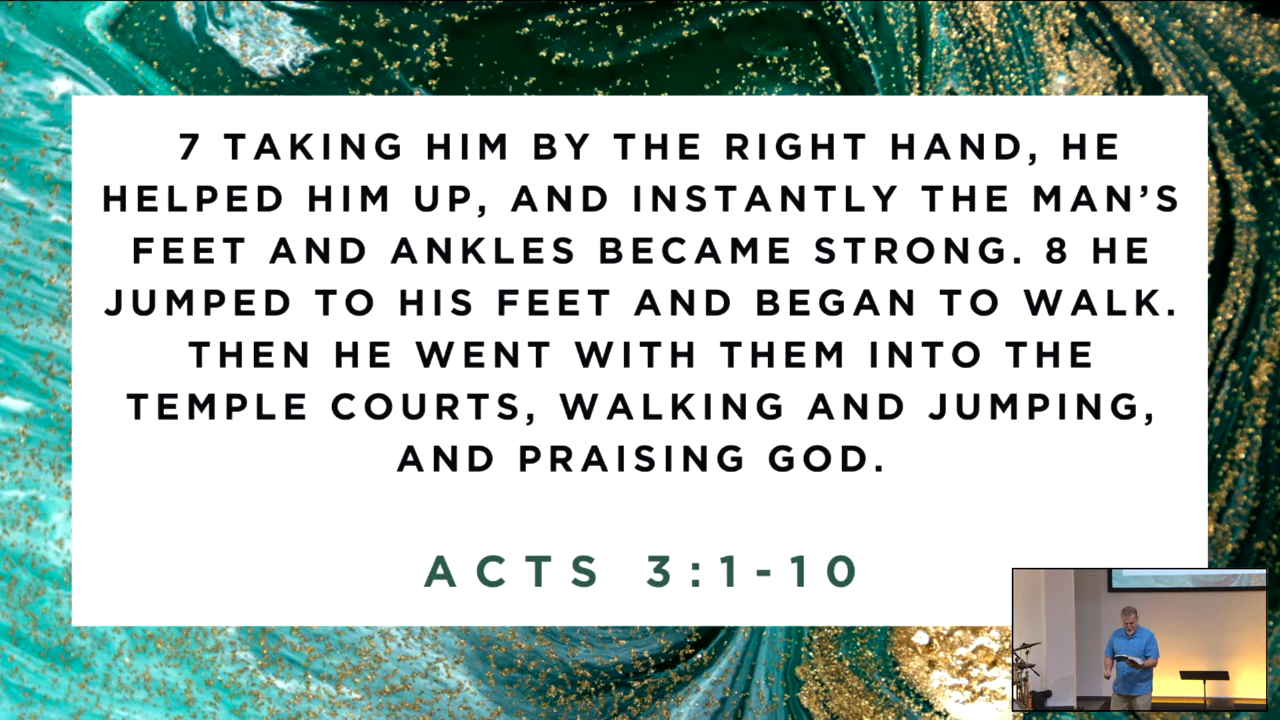 7 TAKING HIM BY THE RIGHT HAND, HE
HELPED HIM UP, AND INSTANTLY THE MAN’S
FEET AND ANKLES BECAME STRONG. 8 HE
JUMPED TO HIS FEET AND BEGAN TO WALK.
THEN HE WENT WITH THEM INTO THE
TEMPLE COURTS, WALKING AND JUMPING,
AND PRAISING GOD.
ACTS 3:1-10